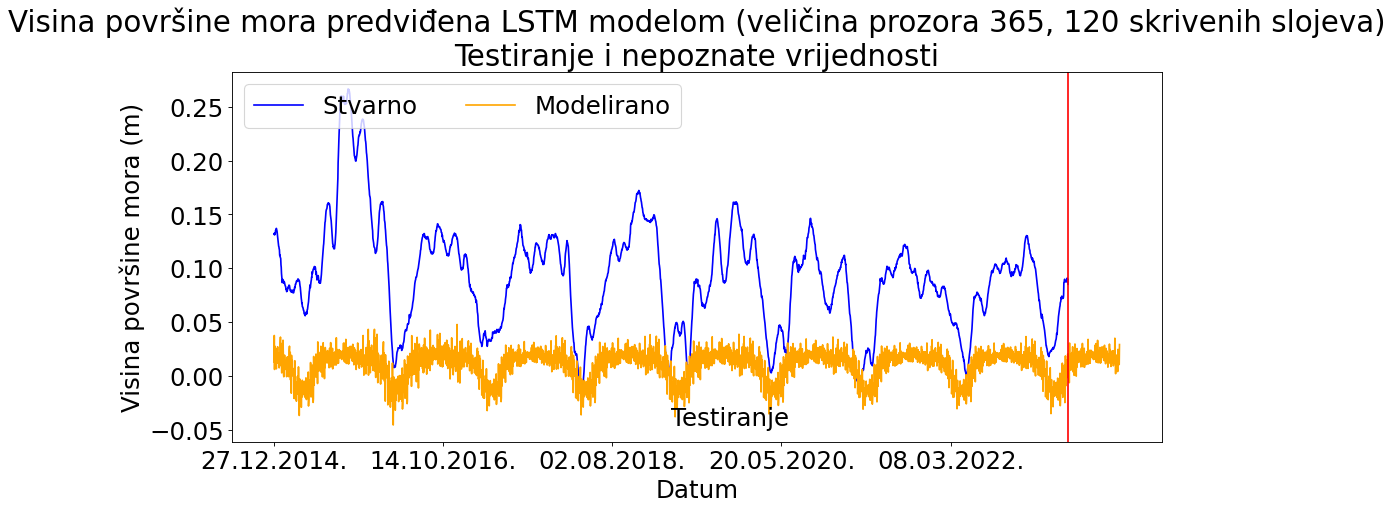 Visina površine mora predviđena LSTM modelom (veličina prozora 365, 120 skrivenih slojeva)
Testiranje i nepoznate vrijednosti
Stvarno Modelirano
Visina površine mora (m)
0.25
0.20
0.15
0.10
0.05
0.00
−0.05
Testiranje
27.12.2014. 14.10.2016. 02.08.2018. 20.05.2020. 08.03.2022.
Datum